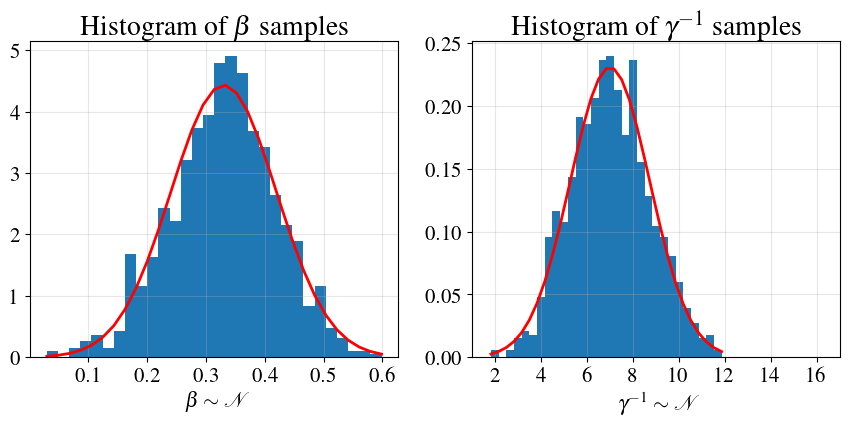 Histogram of β samples
5
4
3
2
1
0
0.1 0.2 0.3 0.4 0.5 0.6
β ∼ 𝒩
Histogram of γ⁻¹ samples
0.25
0.20
0.15
0.10
0.05
0.00
2 4 6 8 10 12 14 16
γ⁻¹ ∼ 𝒩